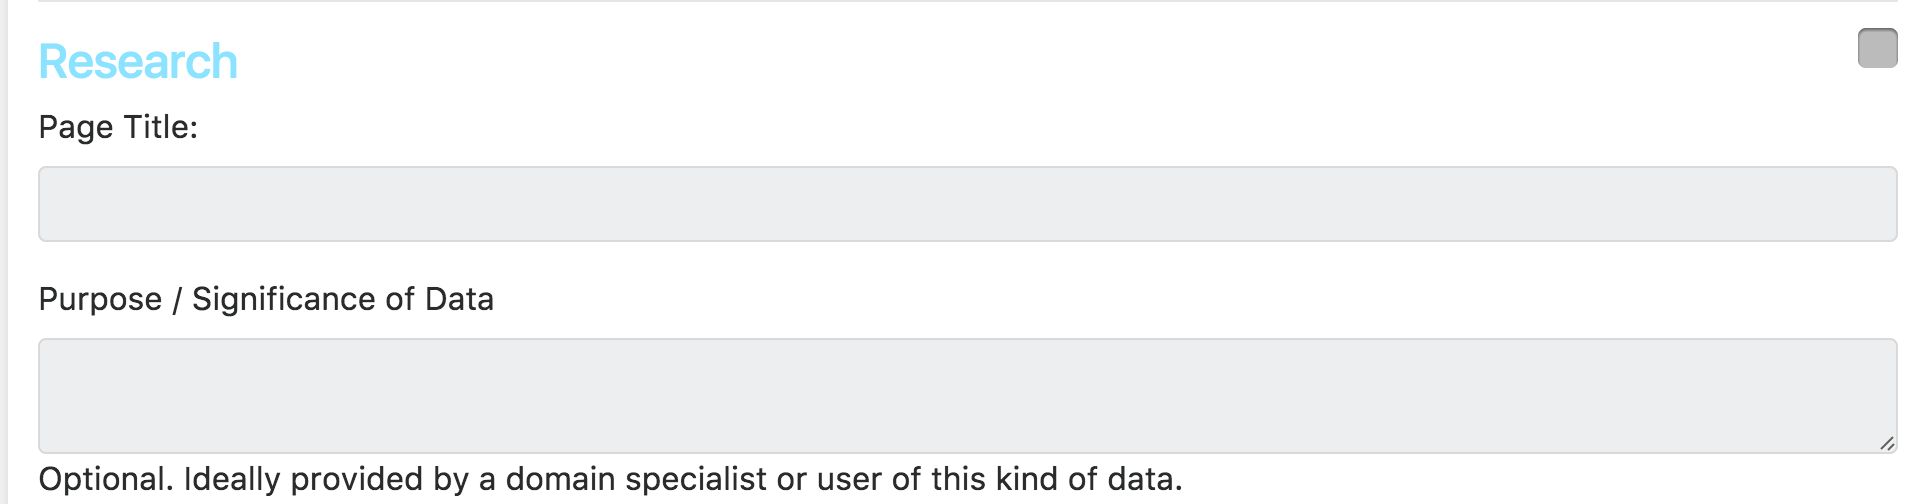 Research
Page Title:
Purpose / Significance of Data
Optional. Ideally provided by a domain specialist or user of this kind of data.